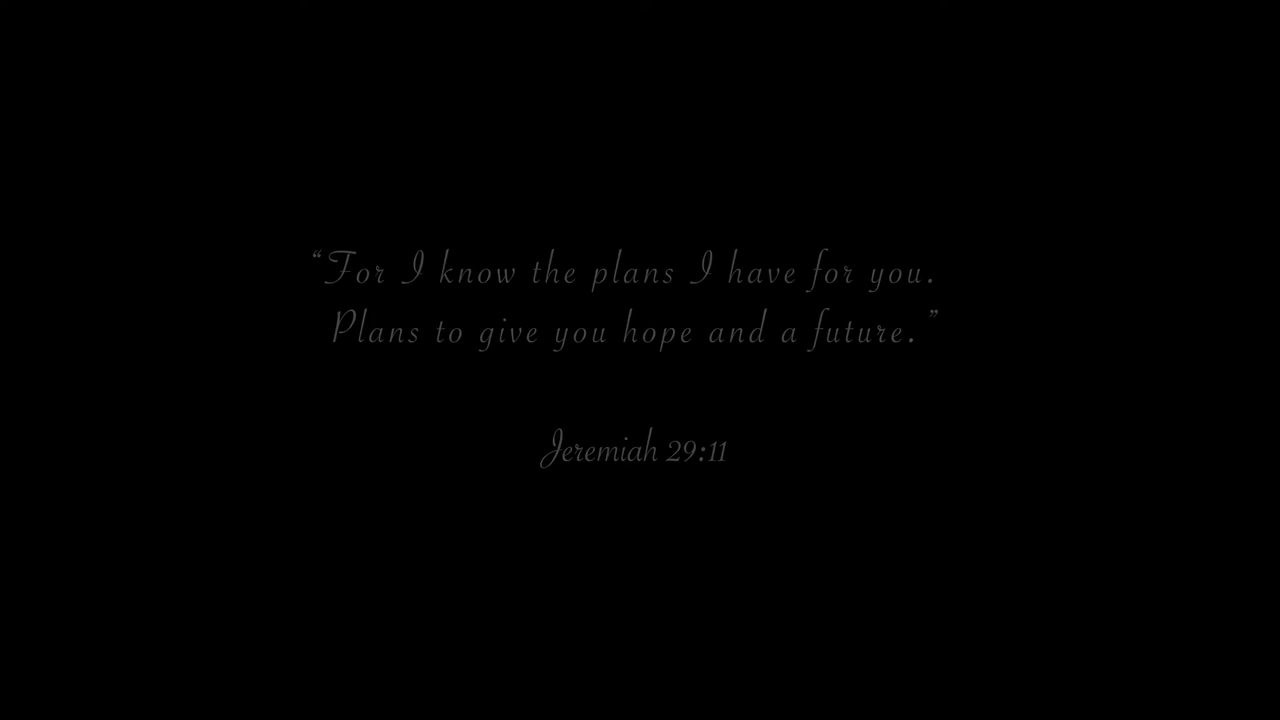 “For I know the plans I have for you.
Plans to give you hope and a future.”
Jeremiah 29:11